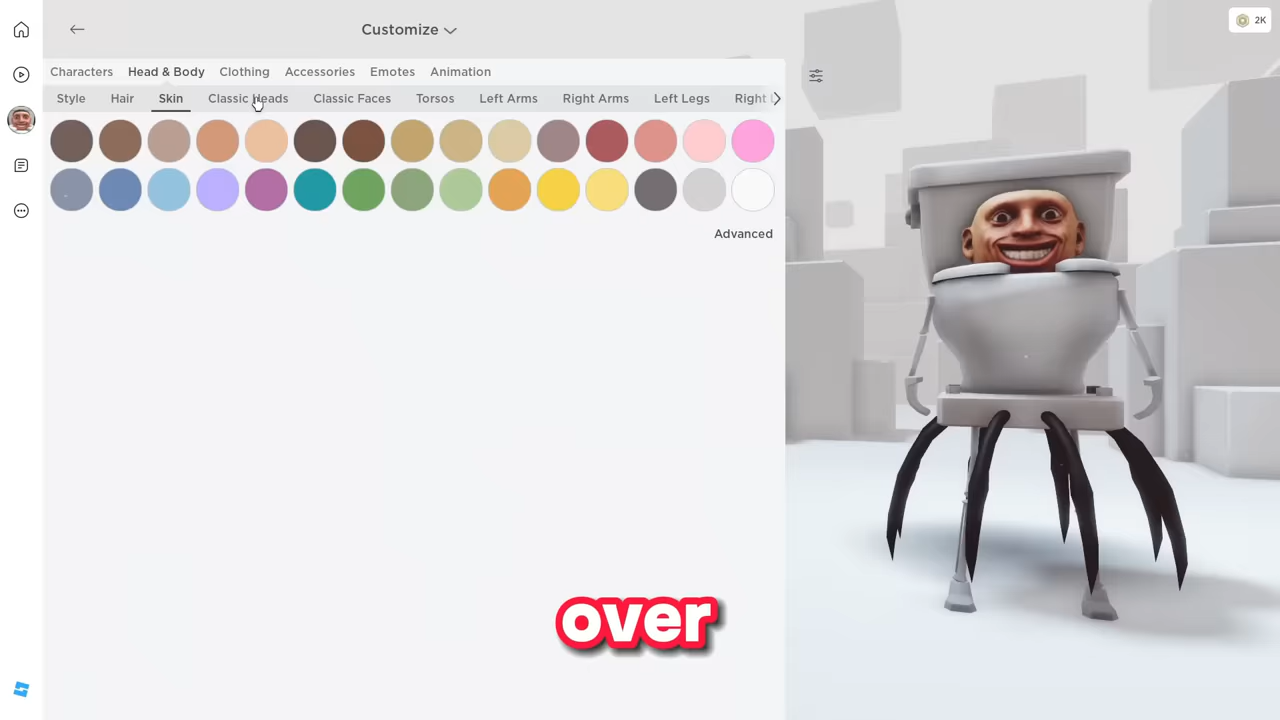 Customize
2K
Characters Head & Body Clothing Accessories Emotes Animation
Style Hair Skin Classic Heads Classic Faces Torsos Left Arms Right Arms Left Legs Right
Advanced
over